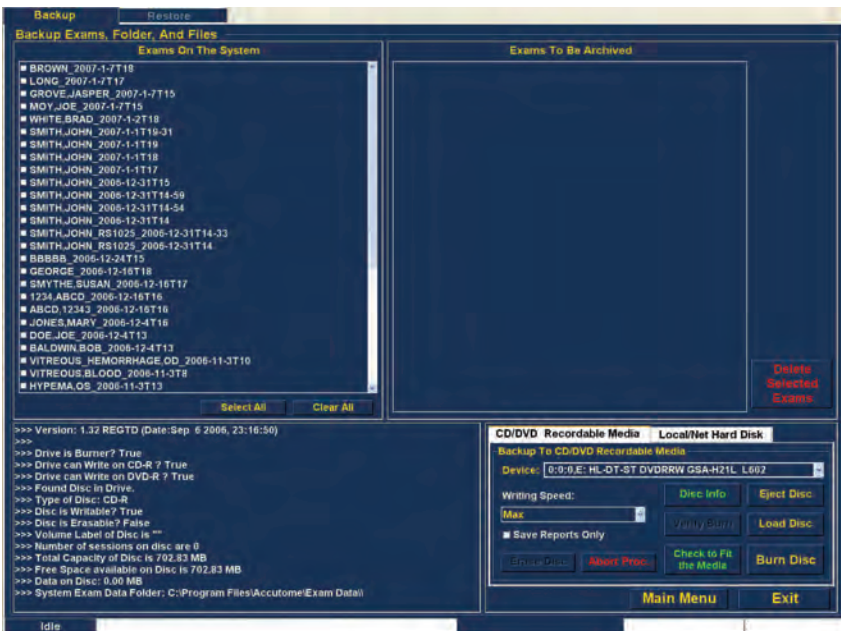 Backup
Restore
Backup Exams, Folder, And Files
Exams On The System
BROWN_2007-1-7T18
LONG_2007-1-7T17
GROVE,JASPER_2007-1-7T15
MOY,JOE_2007-1-7T15
WHITE,BRAD_2007-1-2T18
SMITH,JOHN_2007-1-1T19-31
SMITH,JOHN_2007-1-1T19
SMITH,JOHN_2007-1-1T18
SMITH,JOHN_2007-1-1T17
SMITH,JOHN_2006-12-31T15
SMITH,JOHN_2006-12-31T14-59
SMITH,JOHN_2006-12-31T14-54
SMITH,JOHN_2006-12-31T14
SMITH,JOHN_RS1025_2006-12-31T14-33
SMITH,JOHN_RS1025_2006-12-31T14
BBBBB_2006-12-24T15
GEORGE_2006-12-16T18
SMYTHE,SUSAN_2006-12-16T17
1234,ABCD_2006-12-16T16
ABCD,12343_2006-12-16T16
JONES,MARY_2006-12-4T16
DOE,JOE_2006-12-4T13
BALDWIN,BOB_2006-12-4T13
VITREOUS_HEMORRHAGE,OD_2006-11-3T10
VITREOUS,BLOOD_2006-11-3T8
HYPEMA,OS_2006-11-3T13
Select All
Clear All
Exams To Be Archived
Delete
Selected
Exams
>>> Version: 1.32 REGTD (Date:Sep 6 2006, 23:16:50)
>>>
>>> Drive is Burner? True
>>> Drive can Write on CD-R ? True
>>> Drive can Write on DVD-R ? True
>>> Found Disc in Drive.
>>> Type of Disc: CD-R
>>> Disc is Writable? True
>>> Disc is Erasable? False
>>> Volume Label of Disc is ""
>>> Number of sessions on disc are 0
>>> Total Capacity of Disc is 702.83 MB
>>> Free Space available on Disc is 702.83 MB
>>> Data on Disc: 0.00 MB
>>> System Exam Data Folder: C:\Program Files\Accutome\Exam Data\\
CD/DVD Recordable Media
Local/Net Hard Disk
Backup To CD/DVD Recordable Media
Device: 0:0:0,E: HL-DT-ST DVDRRW GSA-H21L L602
Writing Speed:
Max
Save Reports Only
Disc Info
Eject Disc
Verify Burn
Load Disc
Erase Disc
Abort Proc.
Check to Fit
the Media
Burn Disc
Main Menu
Exit
Idle